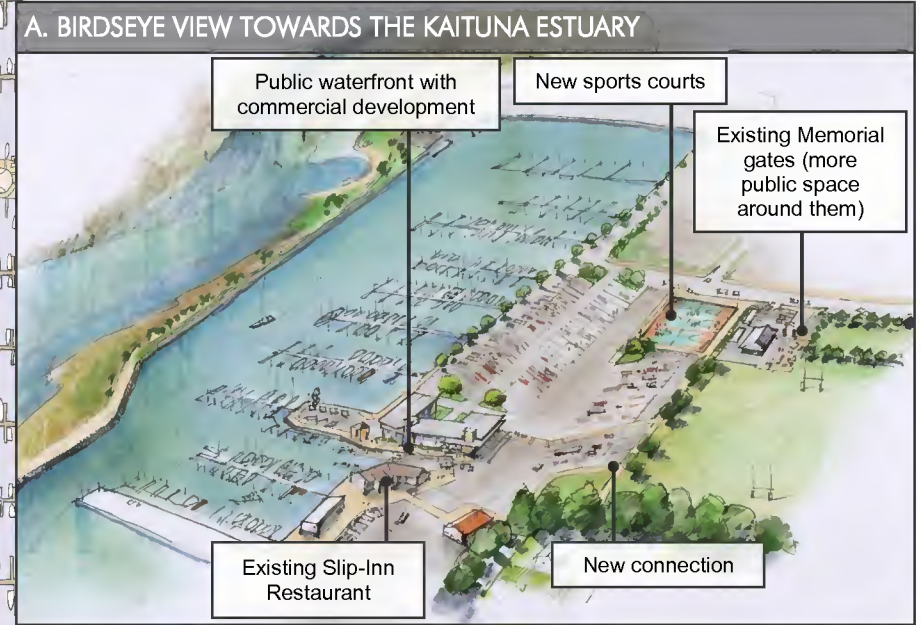 A. BIRDSEYE VIEW TOWARDS THE KAITUNA ESTUARY
Public waterfront with
commercial development
New sports courts
Existing Memorial
gates (more
public space
around them)
Existing Slip-Inn
Restaurant
New connection